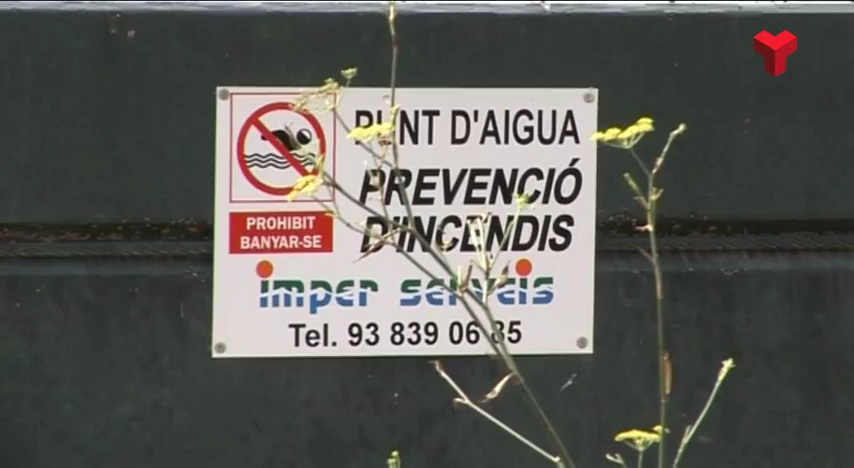 PUNT D'AIGUA
PREVENCIÓ
D'INCENDIS
PROHIBIT
BANYAR-SE
imper serveis
Tel. 93 839 06 85